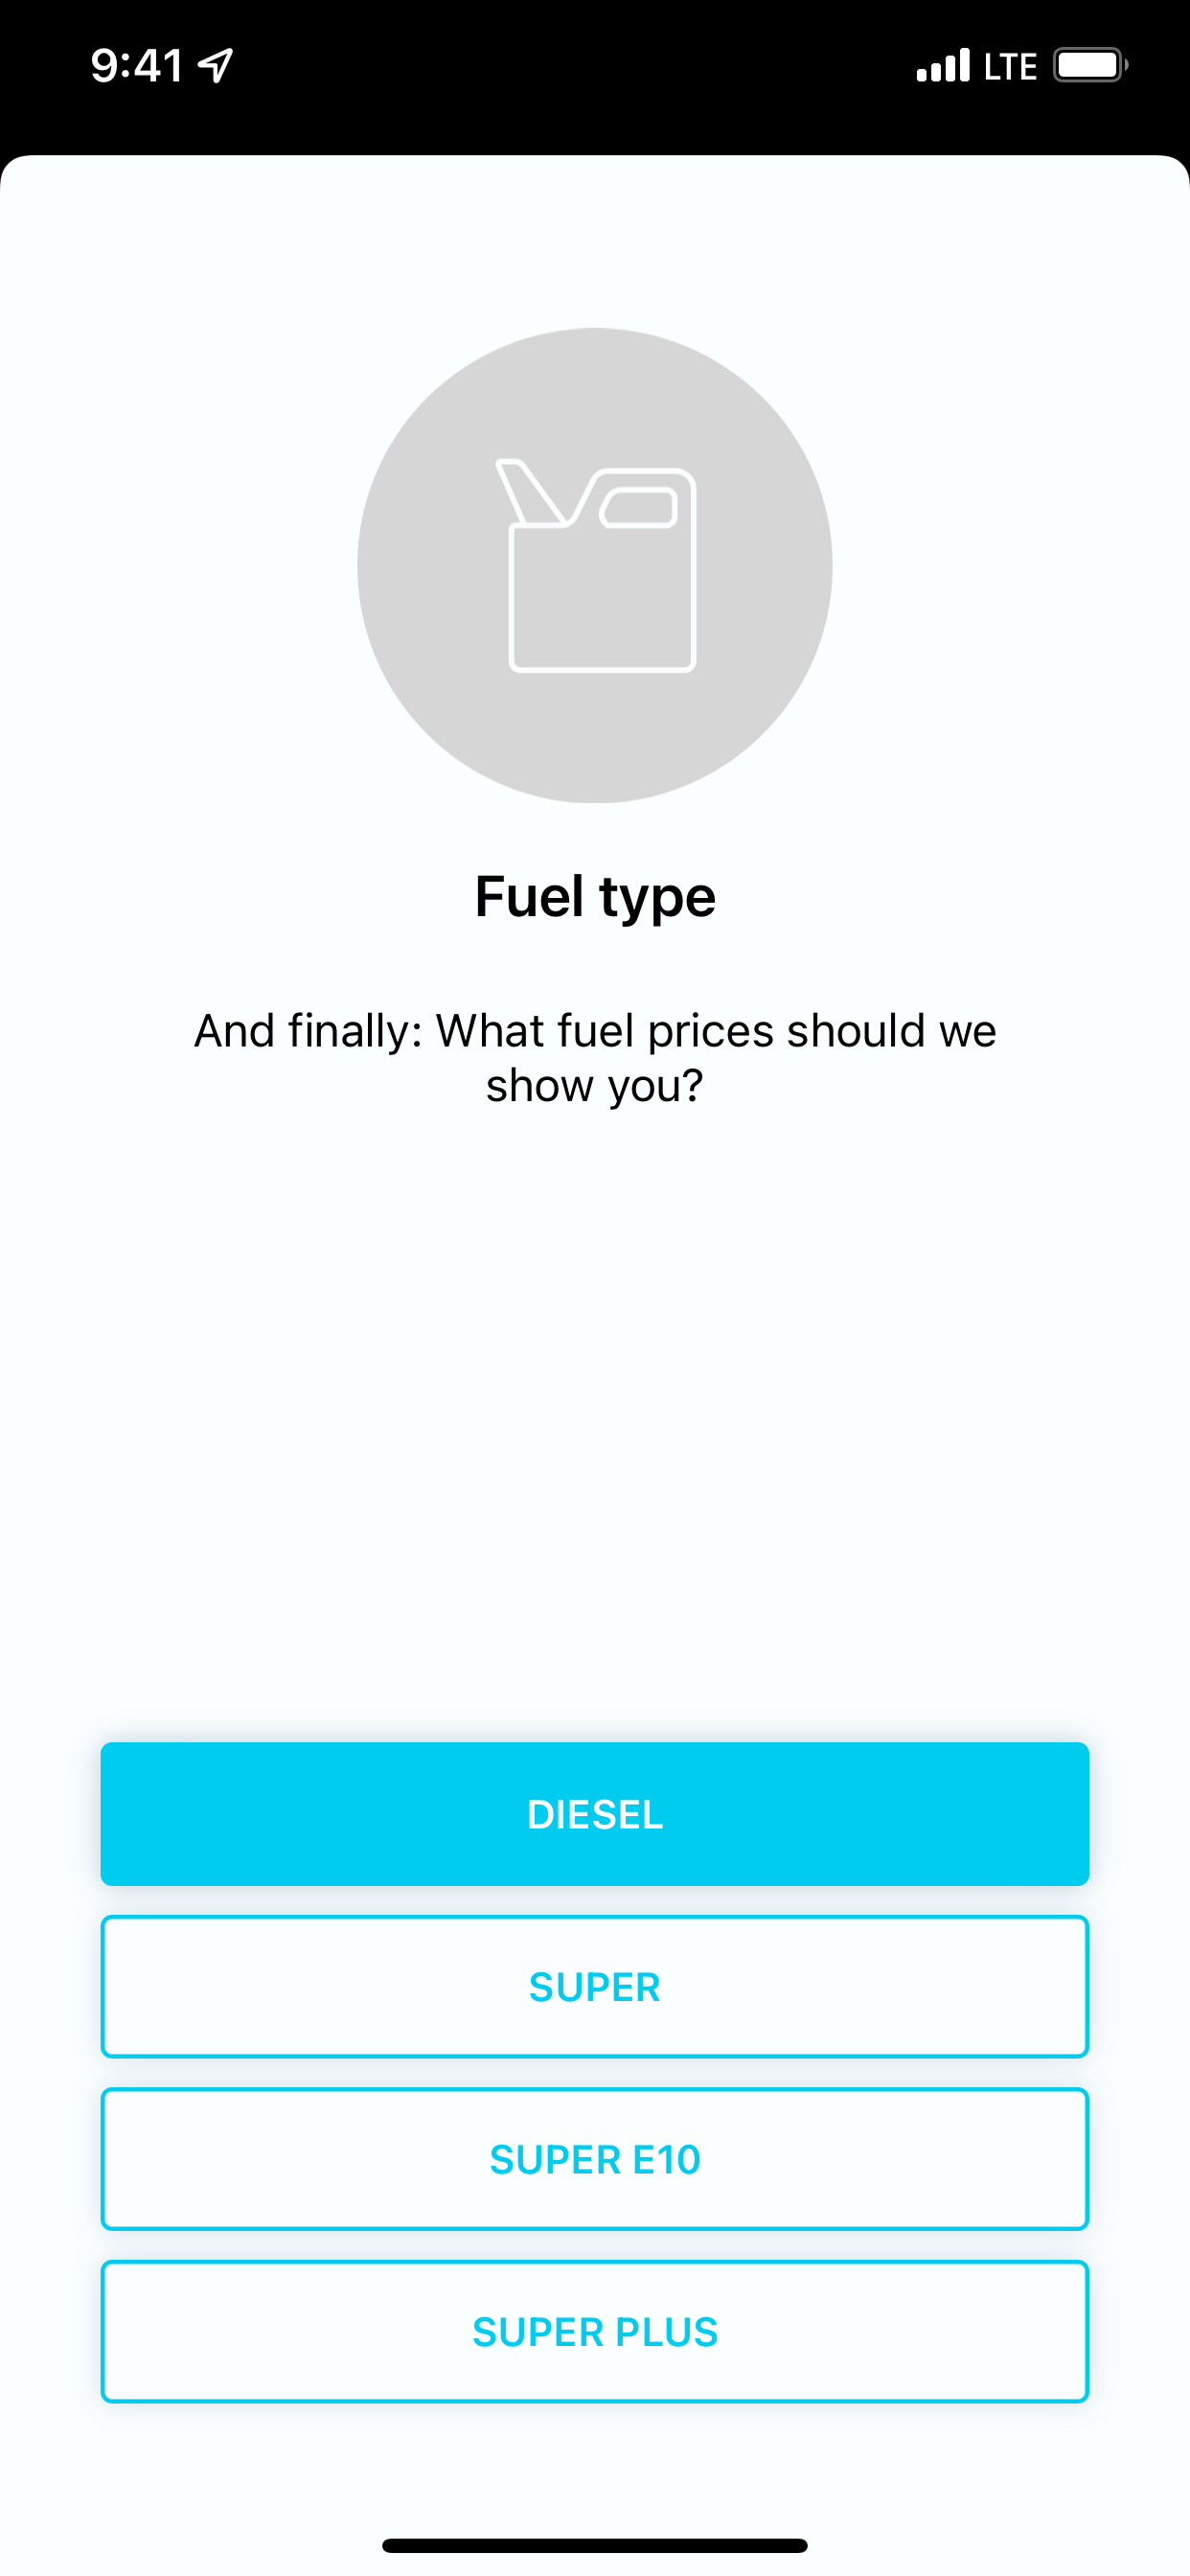 9:41
LTE
Fuel type
And finally: What fuel prices should we
show you?
DIESEL
SUPER
SUPER E10
SUPER PLUS